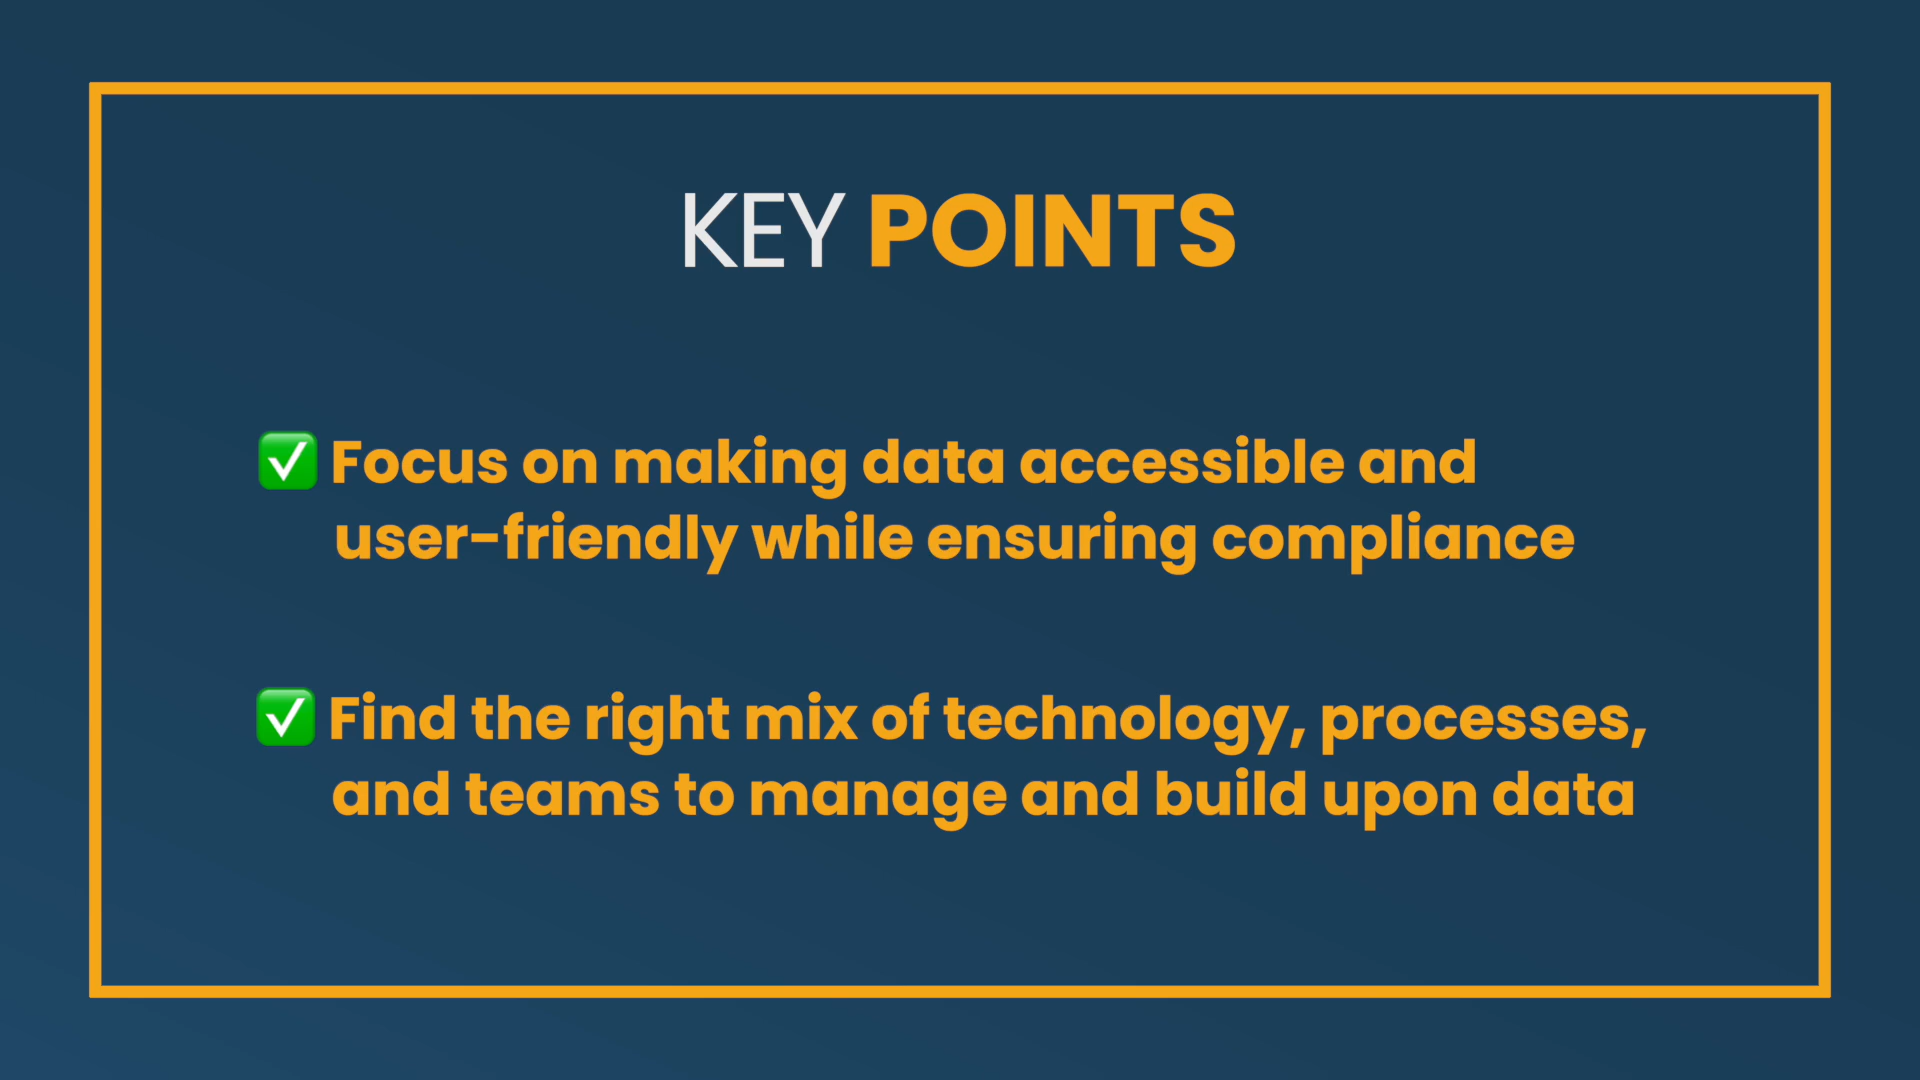 KEY POINTS
✅ Focus on making data accessible and
user-friendly while ensuring compliance
✅ Find the right mix of technology, processes,
and teams to manage and build upon data